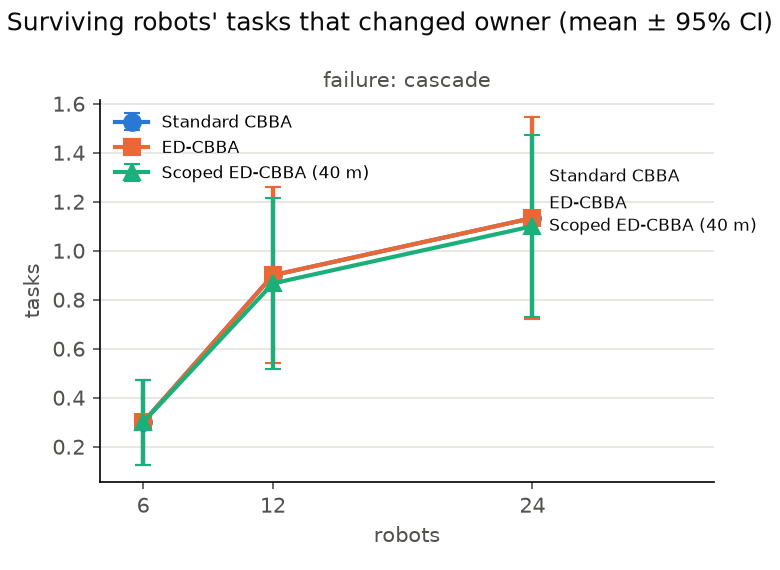 Surviving robots' tasks that changed owner (mean ± 95% CI)
failure: cascade
1.6
1.4
1.2
1.0
0.8
0.6
0.4
0.2
tasks
Standard CBBA
ED-CBBA
Scoped ED-CBBA (40 m)
Standard CBBA
ED-CBBA
Scoped ED-CBBA (40 m)
6
12
24
robots